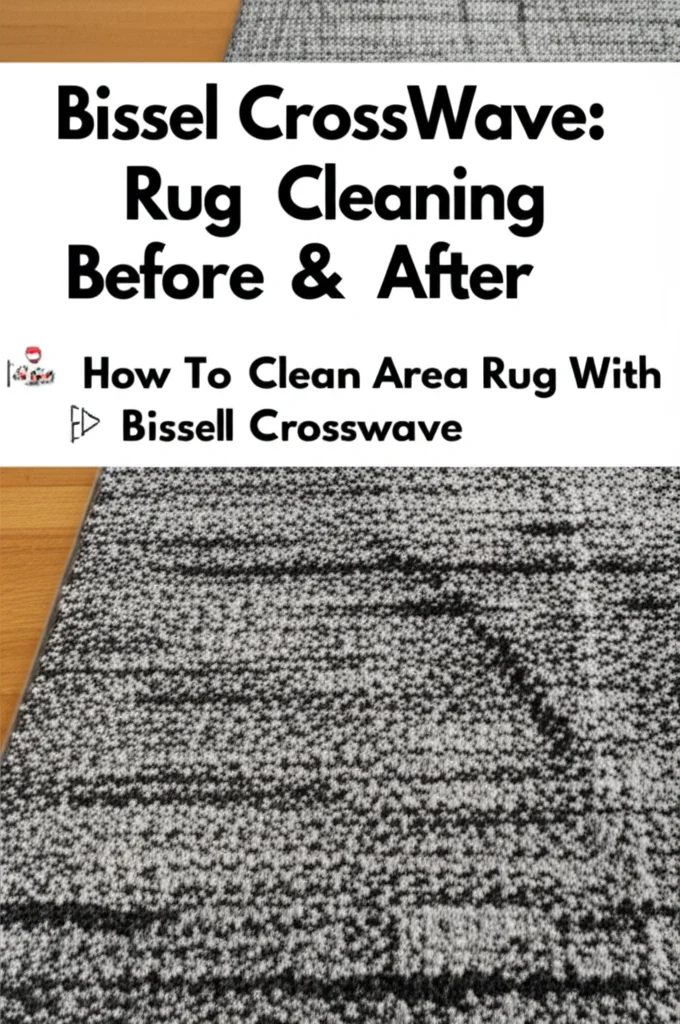 Bissel CrossWave:
Rug Cleaning
Before & After
How To Clean Area Rug With
Bissell Crosswave